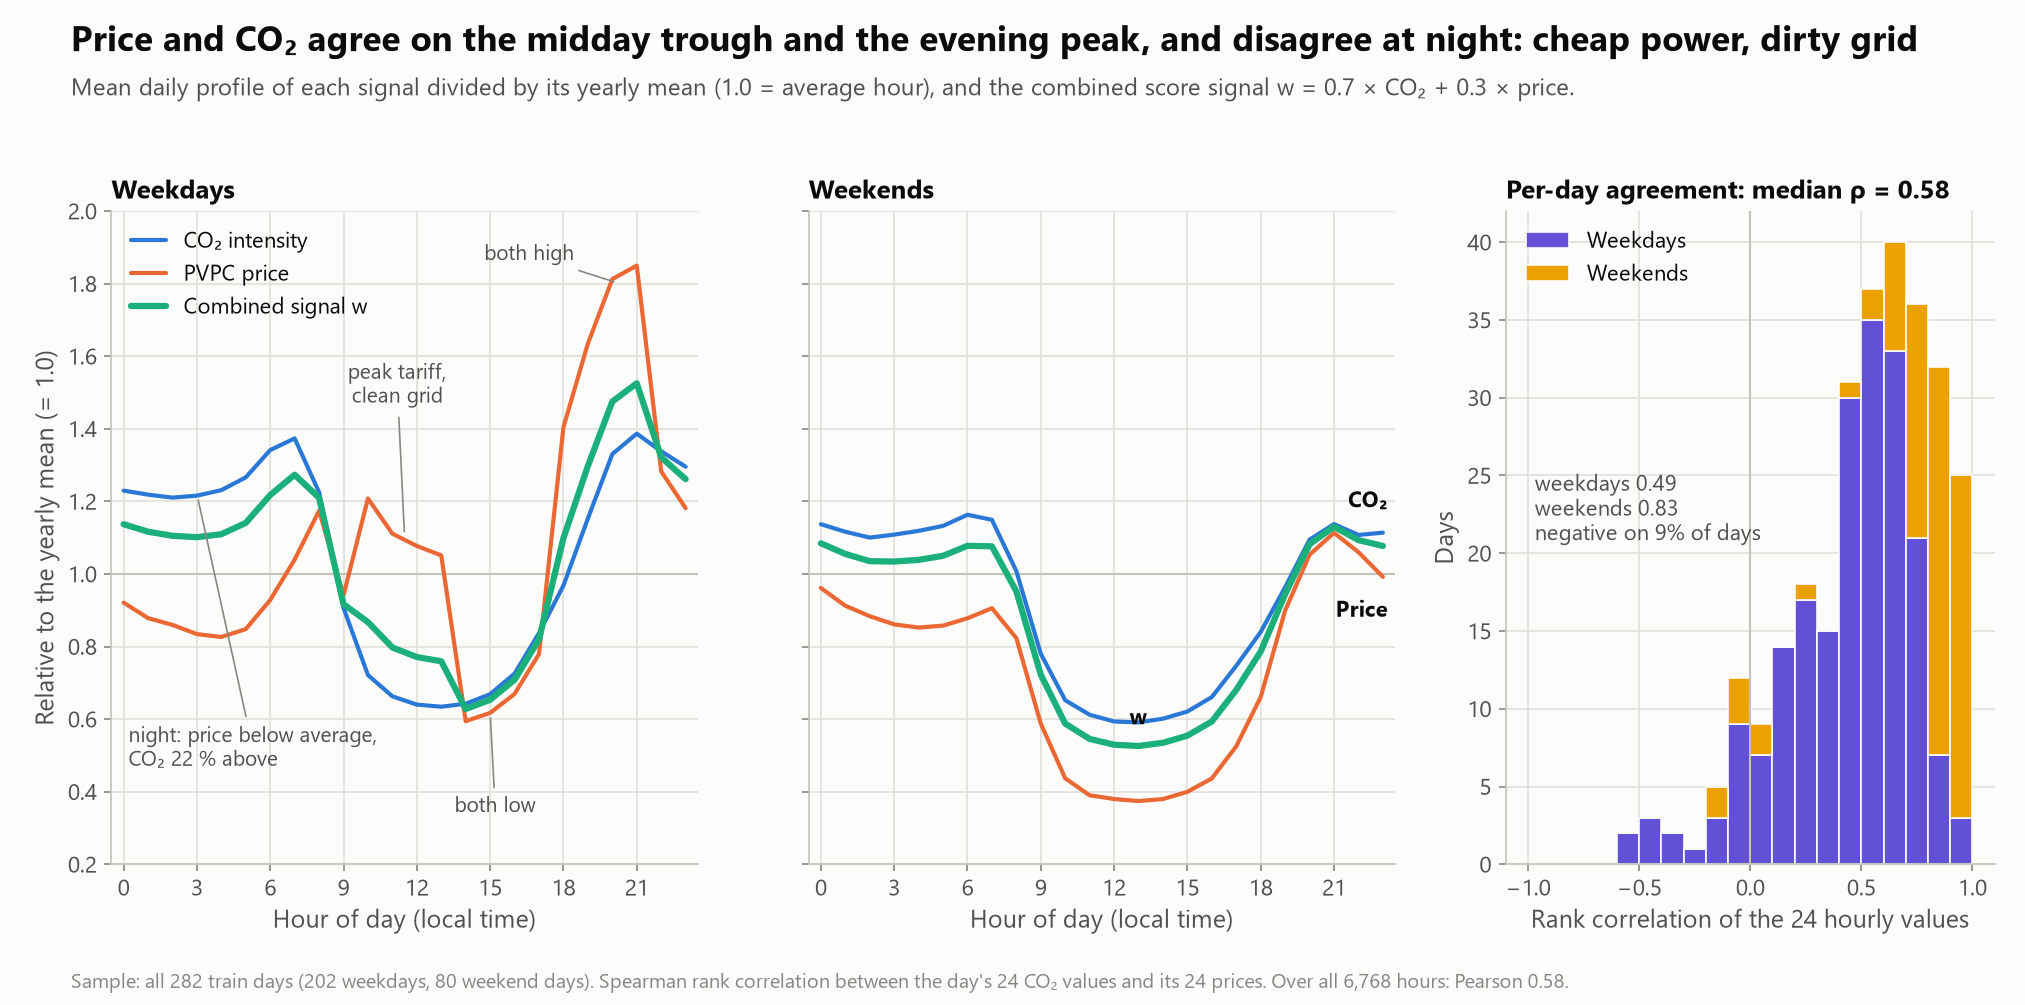 Price and CO₂ agree on the midday trough and the evening peak, and disagree at night: cheap power, dirty grid
Mean daily profile of each signal divided by its yearly mean (1.0 = average hour), and the combined score signal w = 0.7 × CO₂ + 0.3 × price.
Weekdays
Relative to the yearly mean (= 1.0)
2.0
1.8
1.6
1.4
1.2
1.0
0.8
0.6
0.4
0.2
CO₂ intensity
PVPC price
Combined signal w
both high
peak tariff,
clean grid
night: price below average,
CO₂ 22 % above
both low
0 3 6 9 12 15 18 21
Hour of day (local time)
Weekends
CO₂
Price
w
0 3 6 9 12 15 18 21
Hour of day (local time)
Per-day agreement: median ρ = 0.58
Days
40
35
30
25
20
15
10
5
0
Weekdays
Weekends
weekdays 0.49
weekends 0.83
negative on 9% of days
−1.0 −0.5 0.0 0.5 1.0
Rank correlation of the 24 hourly values
Sample: all 282 train days (202 weekdays, 80 weekend days). Spearman rank correlation between the day's 24 CO₂ values and its 24 prices. Over all 6,768 hours: Pearson 0.58.